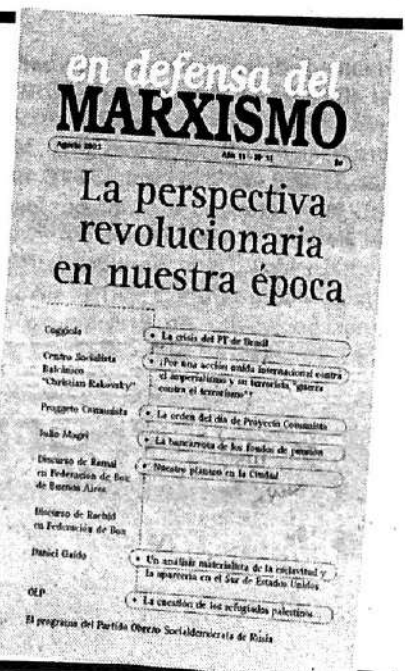 en defensa del
MARXISMO
Agosto 2003 Año 11 - Nº 31
La perspectiva
revolucionaria
en nuestra época
Coggiola
• La crisis del PT de Brasil
Centro Socialista
Balcánico
"Christian Rakovsky"
• ¡Por una acción unida internacional contra
el imperialismo y su terrorista "guerra
contra el terrorismo"!
Progetto Comunista
• La orden del día de Proyecto Comunista
Julio Magri
• La bancarrota de los fondos de pensión
Discurso de Ramal
en Federación de Box
de Buenos Aires
• Nuestro planteo en la Ciudad
Discurso de Rachid
en Federación de Box
Daniel Gaido
• Un análisis materialista de la esclavitud y
la aparcería en el Sur de Estados Unidos
OLP
• La cuestión de los refugiados palestinos
El programa del Partido Obrero Socialdemócrata de Rusia